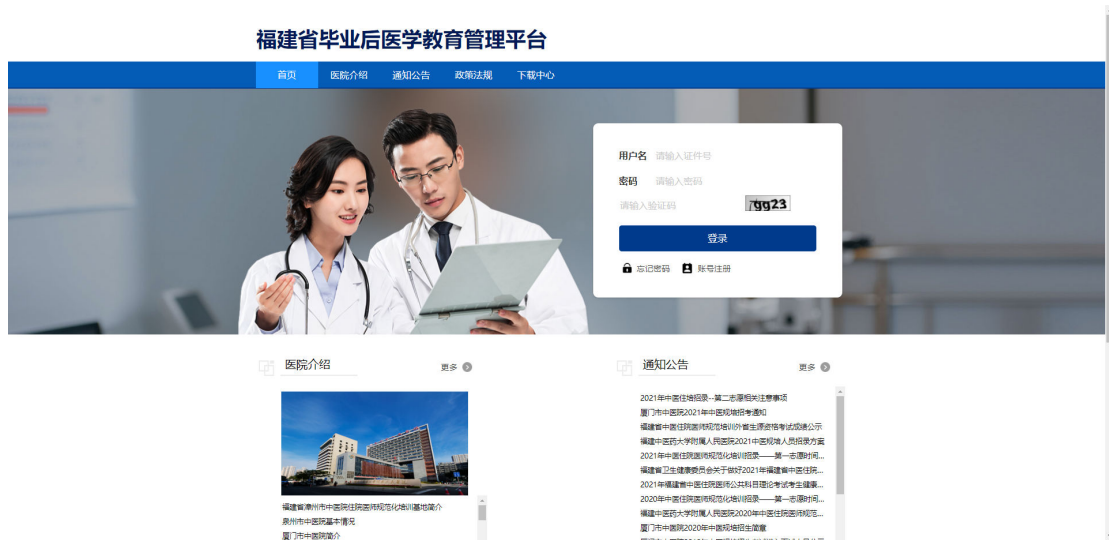 福建省毕业后医学教育管理平台
首页 医院介绍 通知公告 政策法规 下载中心
用户名 请输入证件号
密码 请输入密码
请输入验证码 gg23
登录
忘记密码 账号注册
医院介绍 更多
福建省漳州市中医院住院医师规范化培训基地简介
泉州市中医院基本情况
厦门市中医院简介
通知公告 更多
2021年中医住培招录--第二志愿相关注意事项
厦门市中医院2021年中医规培招考通知
福建省中医住院医师规范培训外省生源资格考试成绩公示
福建中医药大学附属人民医院2021中医规培人员招录方案
2021年中医住院医师规范化培训招录——第一志愿时间...
福建省卫生健康委员会关于做好2021年福建省中医住院...
2021年福建省中医住院医师公共科目理论考试考生健康...
2020年中医住院医师规范化培训招录——第一志愿时间...
福建中医药大学附属人民医院2020年中医住院医师规范...
厦门市中医院2020年中医规培招生简章